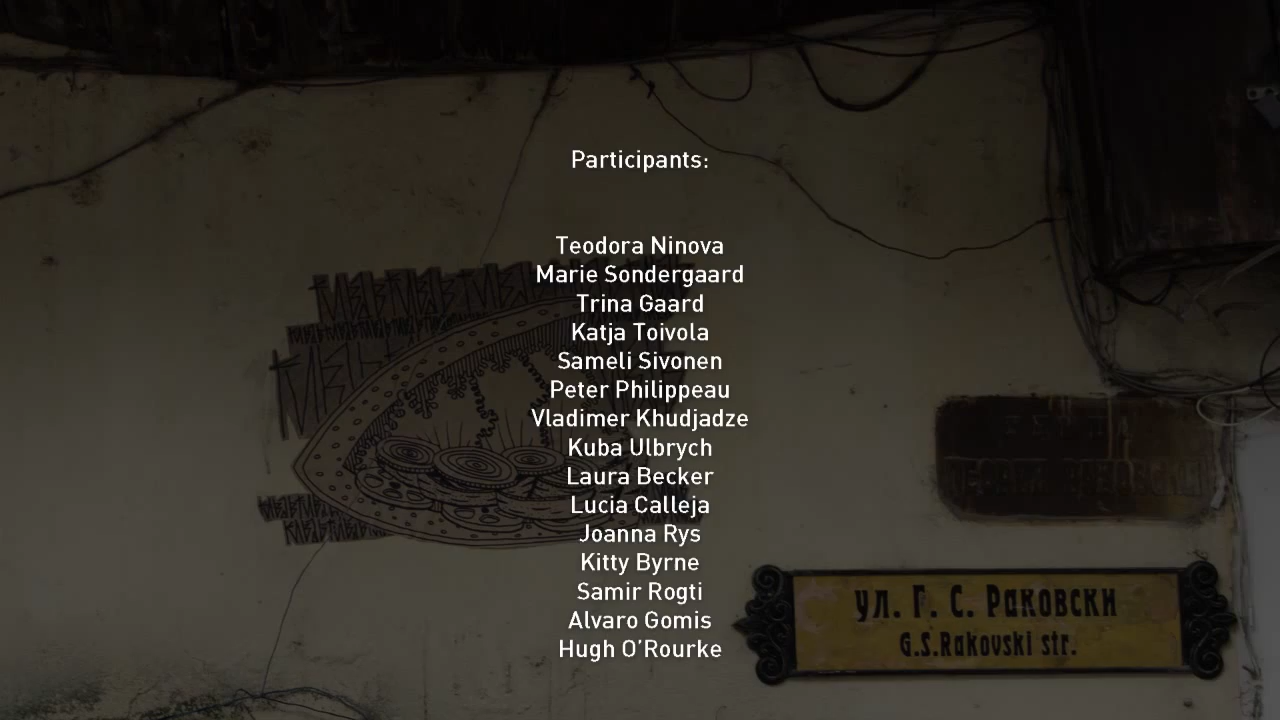 Participants:
Teodora Ninova
Marie Sondergaard
Trina Gaard
Katja Toivola
Sameli Sivonen
Peter Philippeau
Vladimer Khudjadze
Kuba Ulbrych
Laura Becker
Lucia Calleja
Joanna Rys
Kitty Byrne
Samir Rogti
Alvaro Gomis
Hugh O'Rourke
ул. Г. С. Раковски
G.S.Rakovski str.